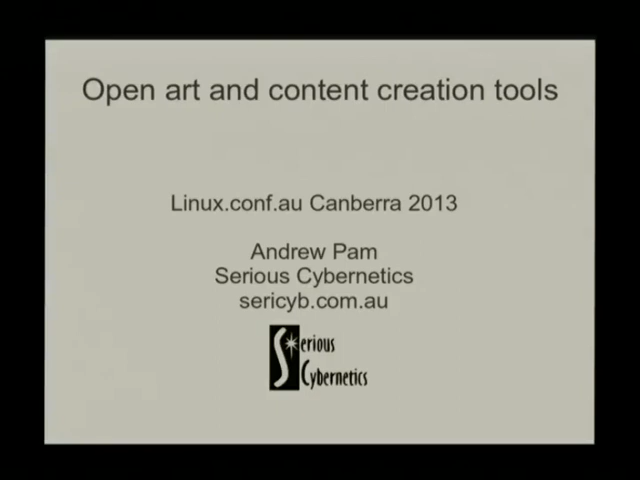 Open art and content creation tools
Linux.conf.au Canberra 2013
Andrew Pam
Serious Cybernetics
sericyb.com.au
Serious
Cybernetics